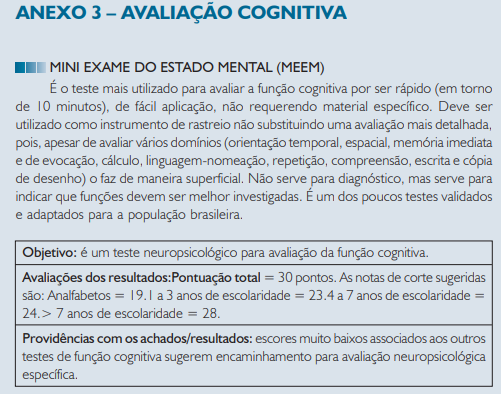 ANEXO 3 – AVALIAÇÃO COGNITIVA
MINI EXAME DO ESTADO MENTAL (MEEM)
É o teste mais utilizado para avaliar a função cognitiva por ser rápido (em torno
de 10 minutos), de fácil aplicação, não requerendo material específico. Deve ser
utilizado como instrumento de rastreio não substituindo uma avaliação mais detalhada,
pois, apesar de avaliar vários domínios (orientação temporal, espacial, memória imediata
e de evocação, cálculo, linguagem-nomeação, repetição, compreensão, escrita e cópia
de desenho) o faz de maneira superficial. Não serve para diagnóstico, mas serve para
indicar que funções devem ser melhor investigadas. É um dos poucos testes validados
e adaptados para a população brasileira.
Objetivo: é um teste neuropsicológico para avaliação da função cognitiva.
Avaliações dos resultados:Pontuação total = 30 pontos. As notas de corte sugeridas
são: Analfabetos = 19.1 a 3 anos de escolaridade = 23.4 a 7 anos de escolaridade =
24.> 7 anos de escolaridade = 28.
Providências com os achados/resultados: escores muito baixos associados aos outros
testes de função cognitiva sugerem encaminhamento para avaliação neuropsicológica
específica.